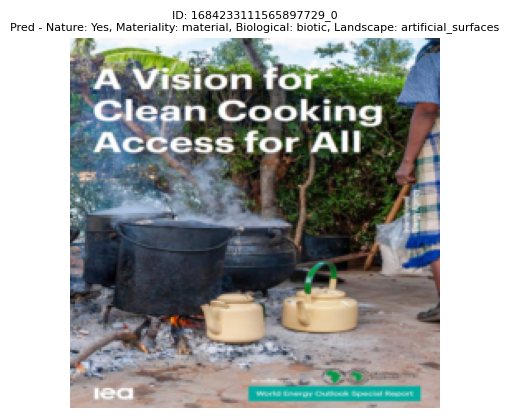 ID: 1684233111565897729_0
Pred - Nature: Yes, Materiality: material, Biological: biotic, Landscape: artificial_surfaces
A Vision for
Clean Cooking
Access for All
iea
World Energy Outlook Special Report